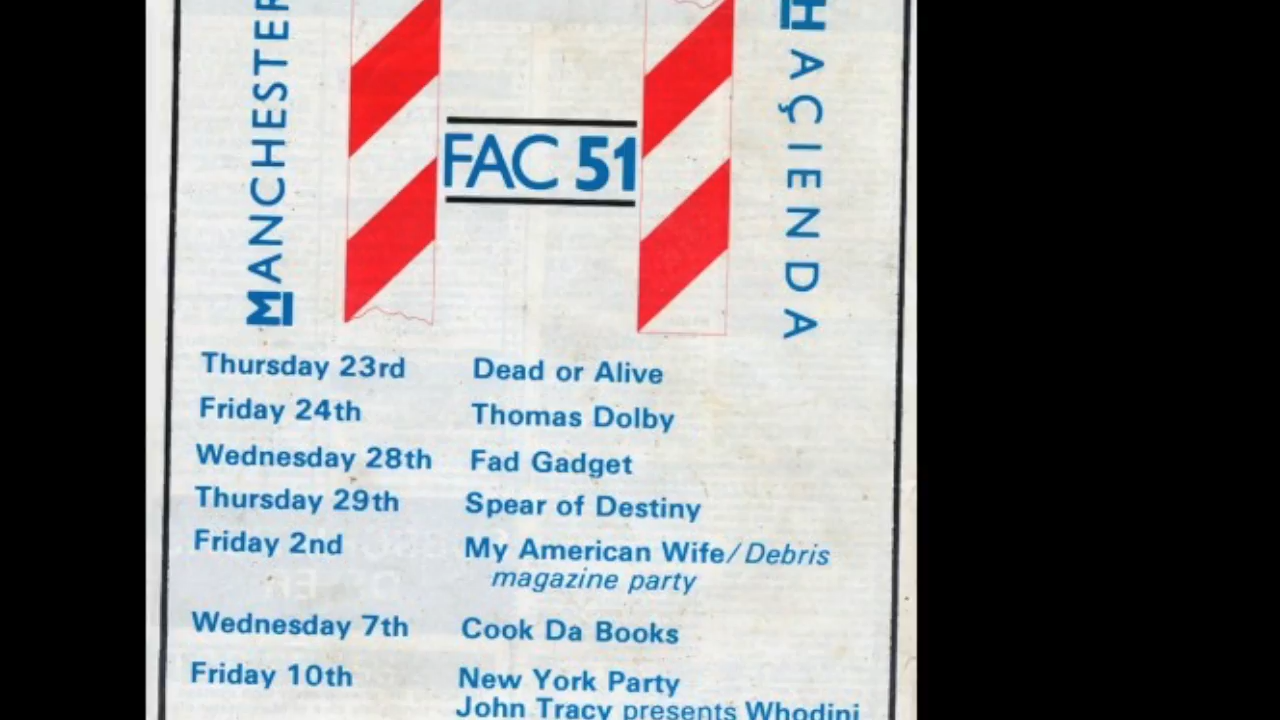 MANCHESTER
HAÇIENDA
FAC 51
Thursday 23rd Dead or Alive
Friday 24th Thomas Dolby
Wednesday 28th Fad Gadget
Thursday 29th Spear of Destiny
Friday 2nd My American Wife/Debris
magazine party
Wednesday 7th Cook Da Books
Friday 10th New York Party
John Tracy presents Whodini